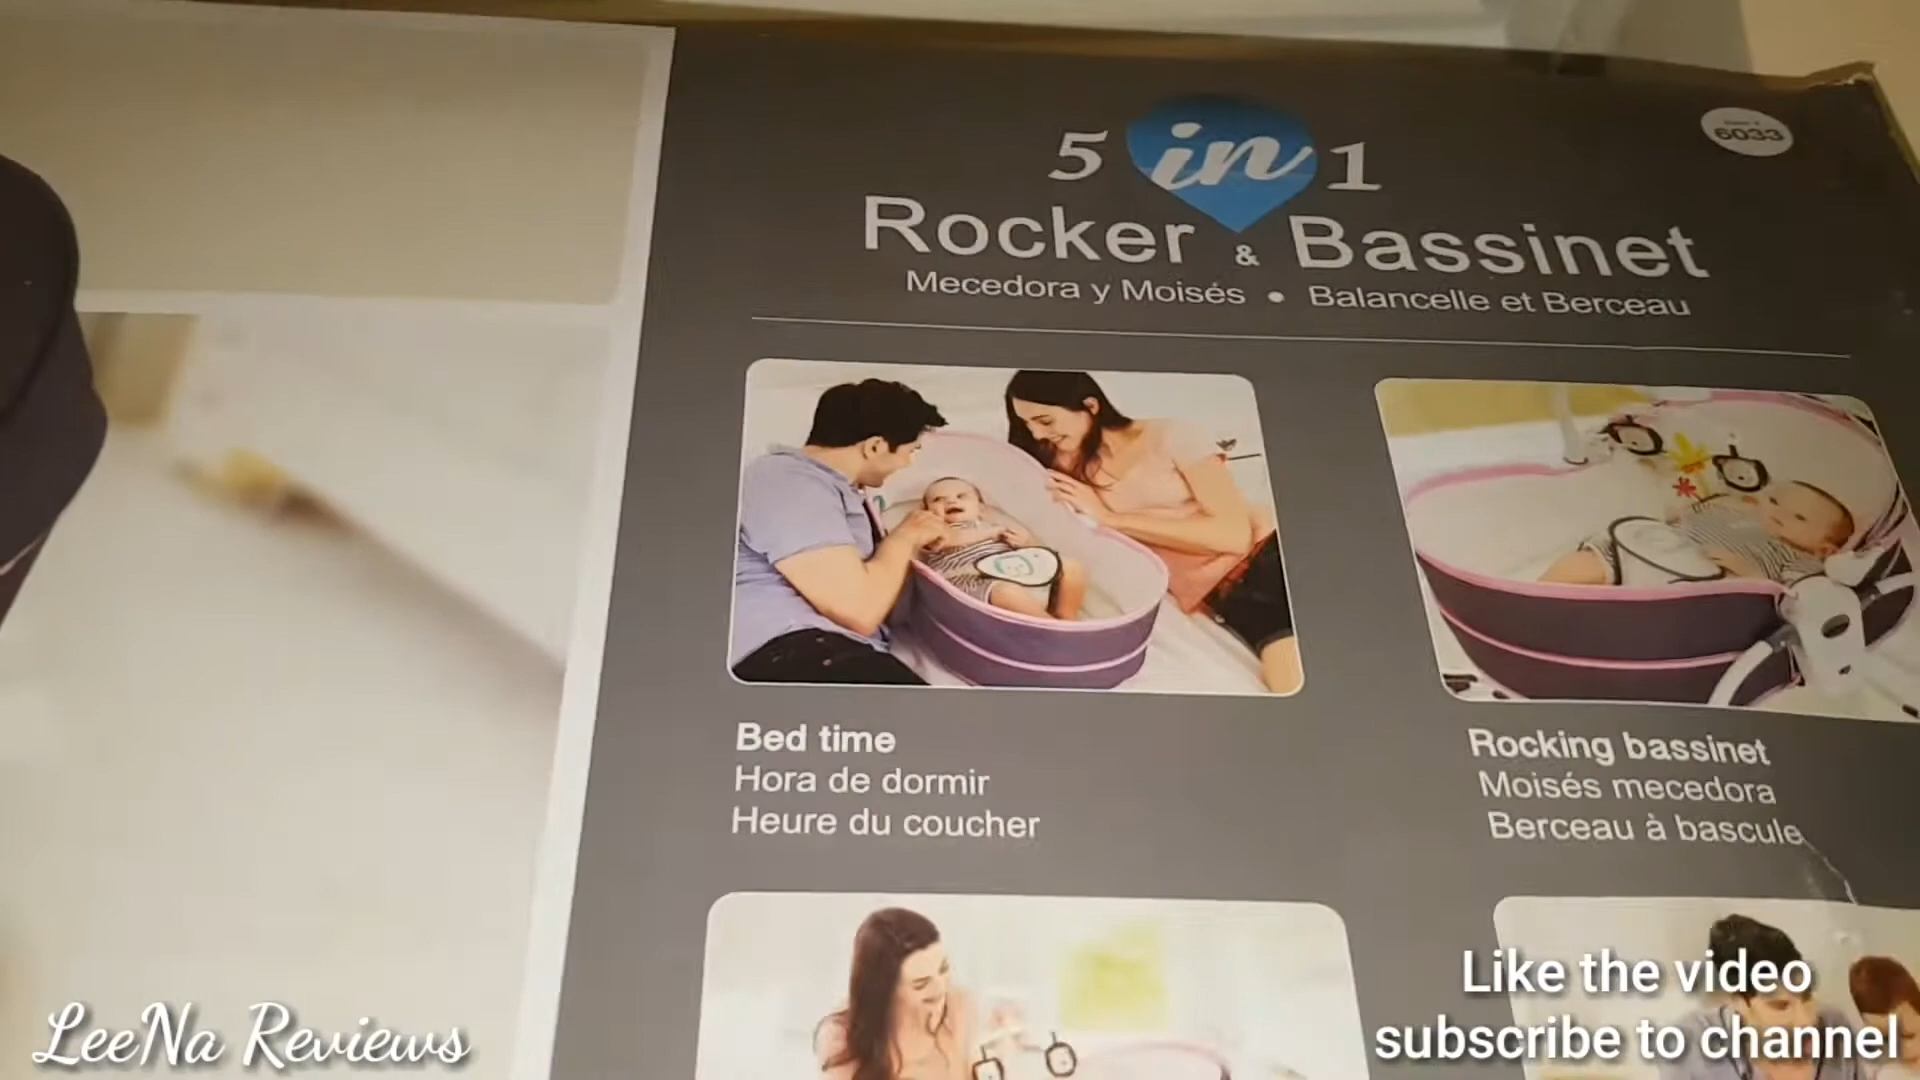 5 in 1
6033
Rocker & Bassinet
Mecedora y Moisés • Balancelle et Berceau
Bed time
Hora de dormir
Heure du coucher
Rocking bassinet
Moisés mecedora
Berceau à bascule
LeeNa Reviews
Like the video
subscribe to channel